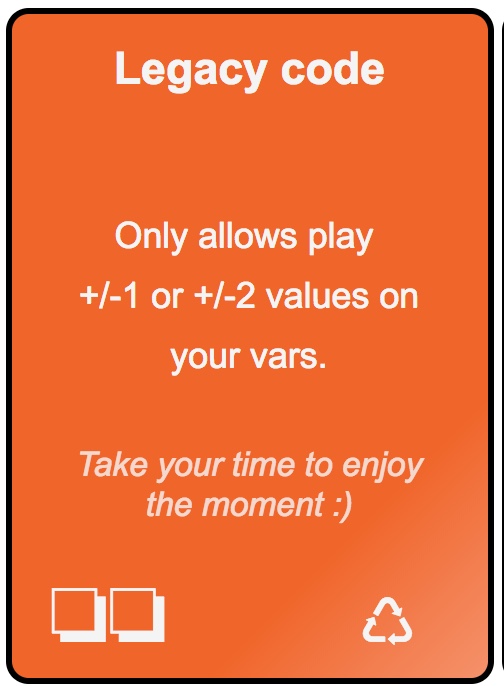 Legacy code
Only allows play
+/-1 or +/-2 values on
your vars.
Take your time to enjoy
the moment :)